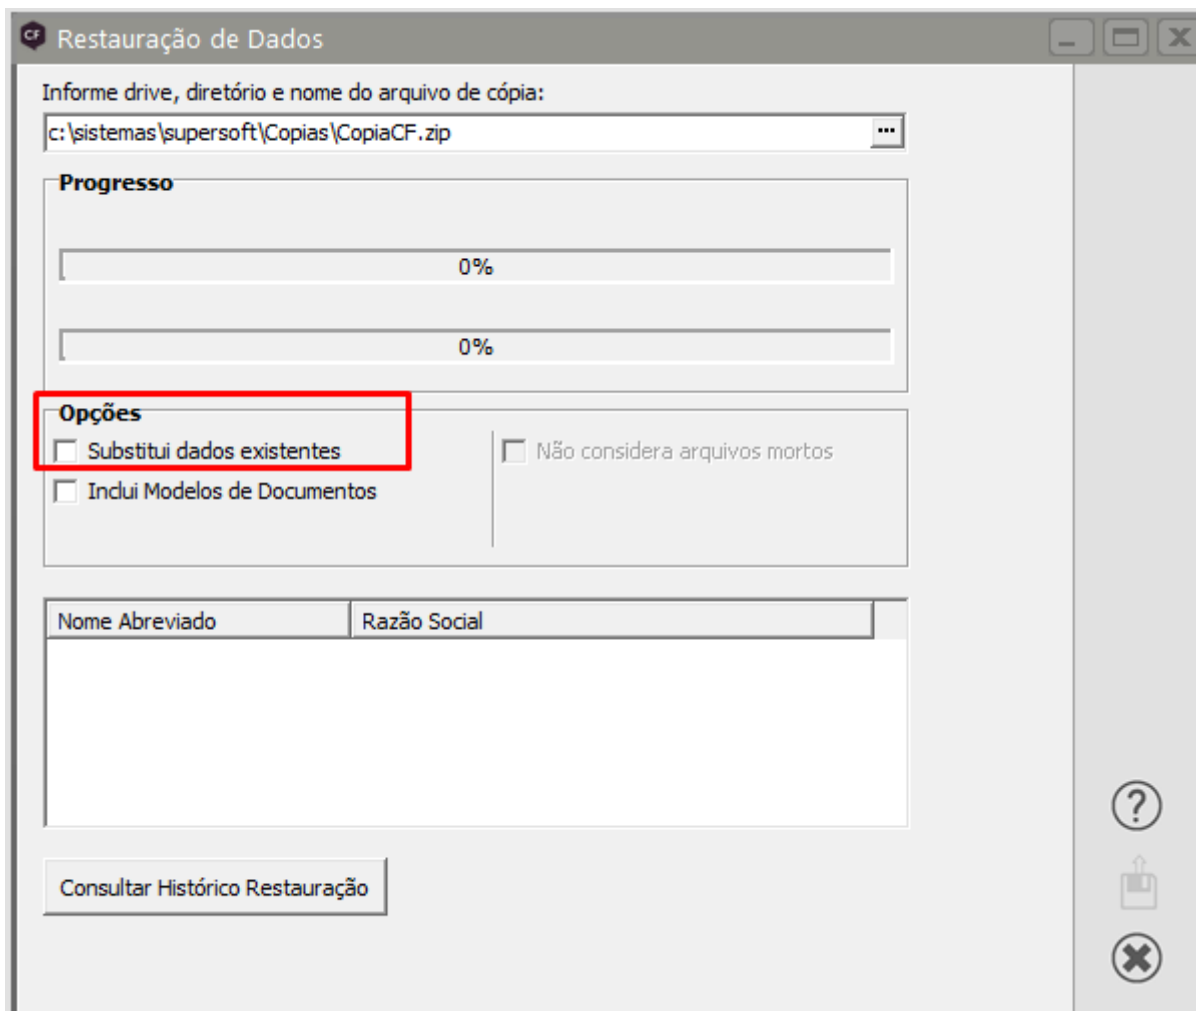 CF Restauração de Dados
Informe drive, diretório e nome do arquivo de cópia:
c:\sistemas\supersoft\Copias\CopiaCF.zip ...
Progresso
0%
0%
Opções
Substitui dados existentes Não considera arquivos mortos
Inclui Modelos de Documentos
Nome Abreviado Razão Social
Consultar Histórico Restauração